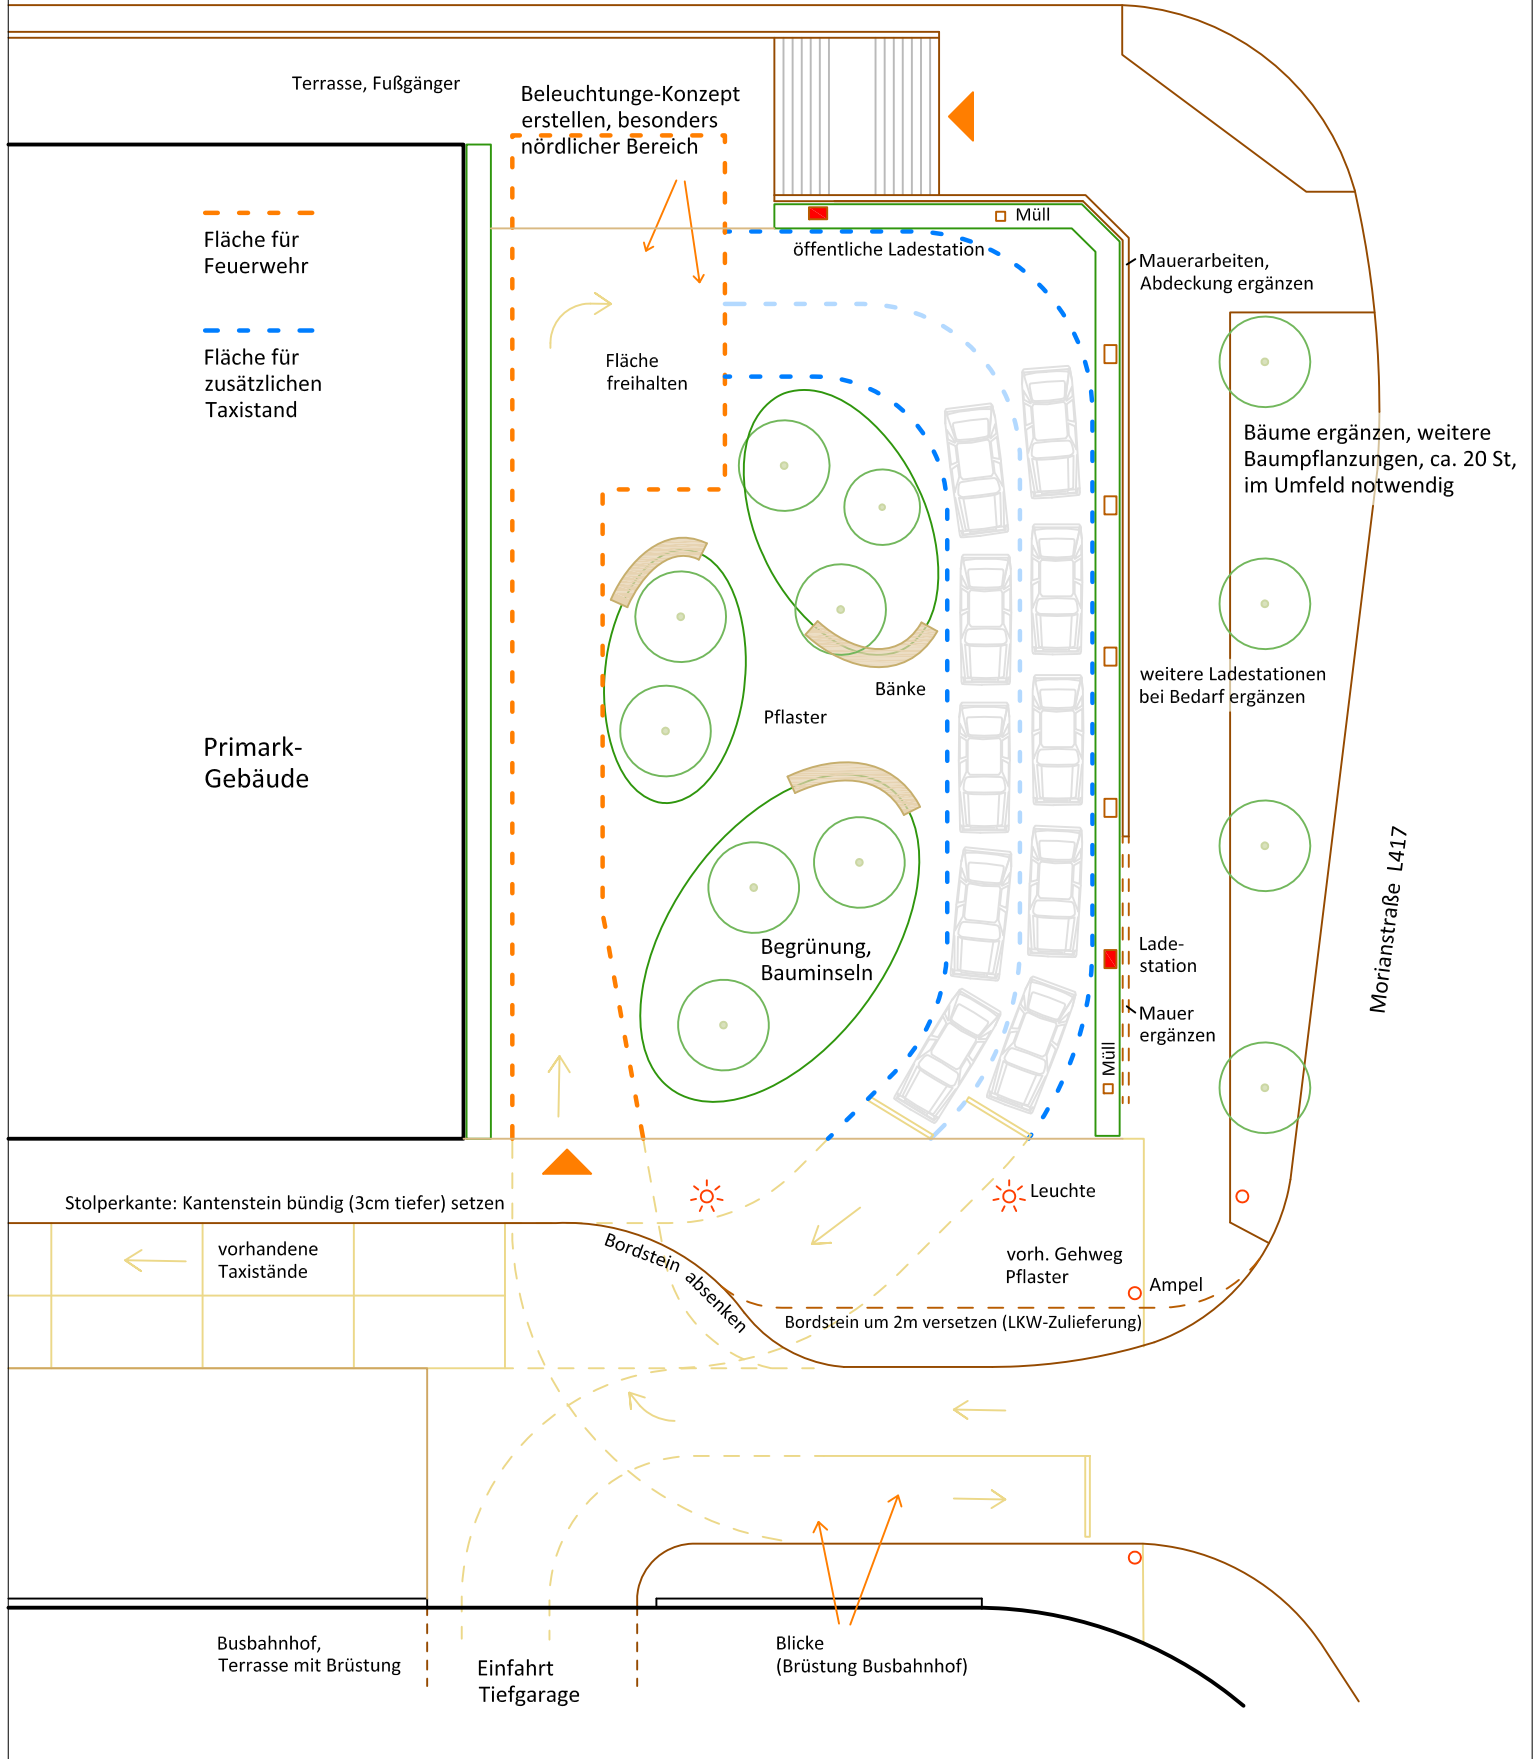 Terrasse, Fußgänger
Beleuchtunge-Konzept
erstellen, besonders
nördlicher Bereich
Müll
öffentliche Ladestation
Fläche für
Feuerwehr
Mauerarbeiten,
Abdeckung ergänzen
Fläche für
zusätzlichen
Taxistand
Fläche
freihalten
Bäume ergänzen, weitere
Baumpflanzungen, ca. 20 St,
im Umfeld notwendig
weitere Ladestationen
bei Bedarf ergänzen
Bänke
Pflaster
Primark-
Gebäude
Morianstraße L417
Begrünung,
Bauminseln
Lade-
station
Mauer
ergänzen
Müll
Stolperkante: Kantenstein bündig (3cm tiefer) setzen
Leuchte
vorhandene
Taxistände
Bordstein absenken
vorh. Gehweg
Pflaster
Ampel
Bordstein um 2m versetzen (LKW-Zulieferung)
Busbahnhof,
Terrasse mit Brüstung
Einfahrt
Tiefgarage
Blicke
(Brüstung Busbahnhof)